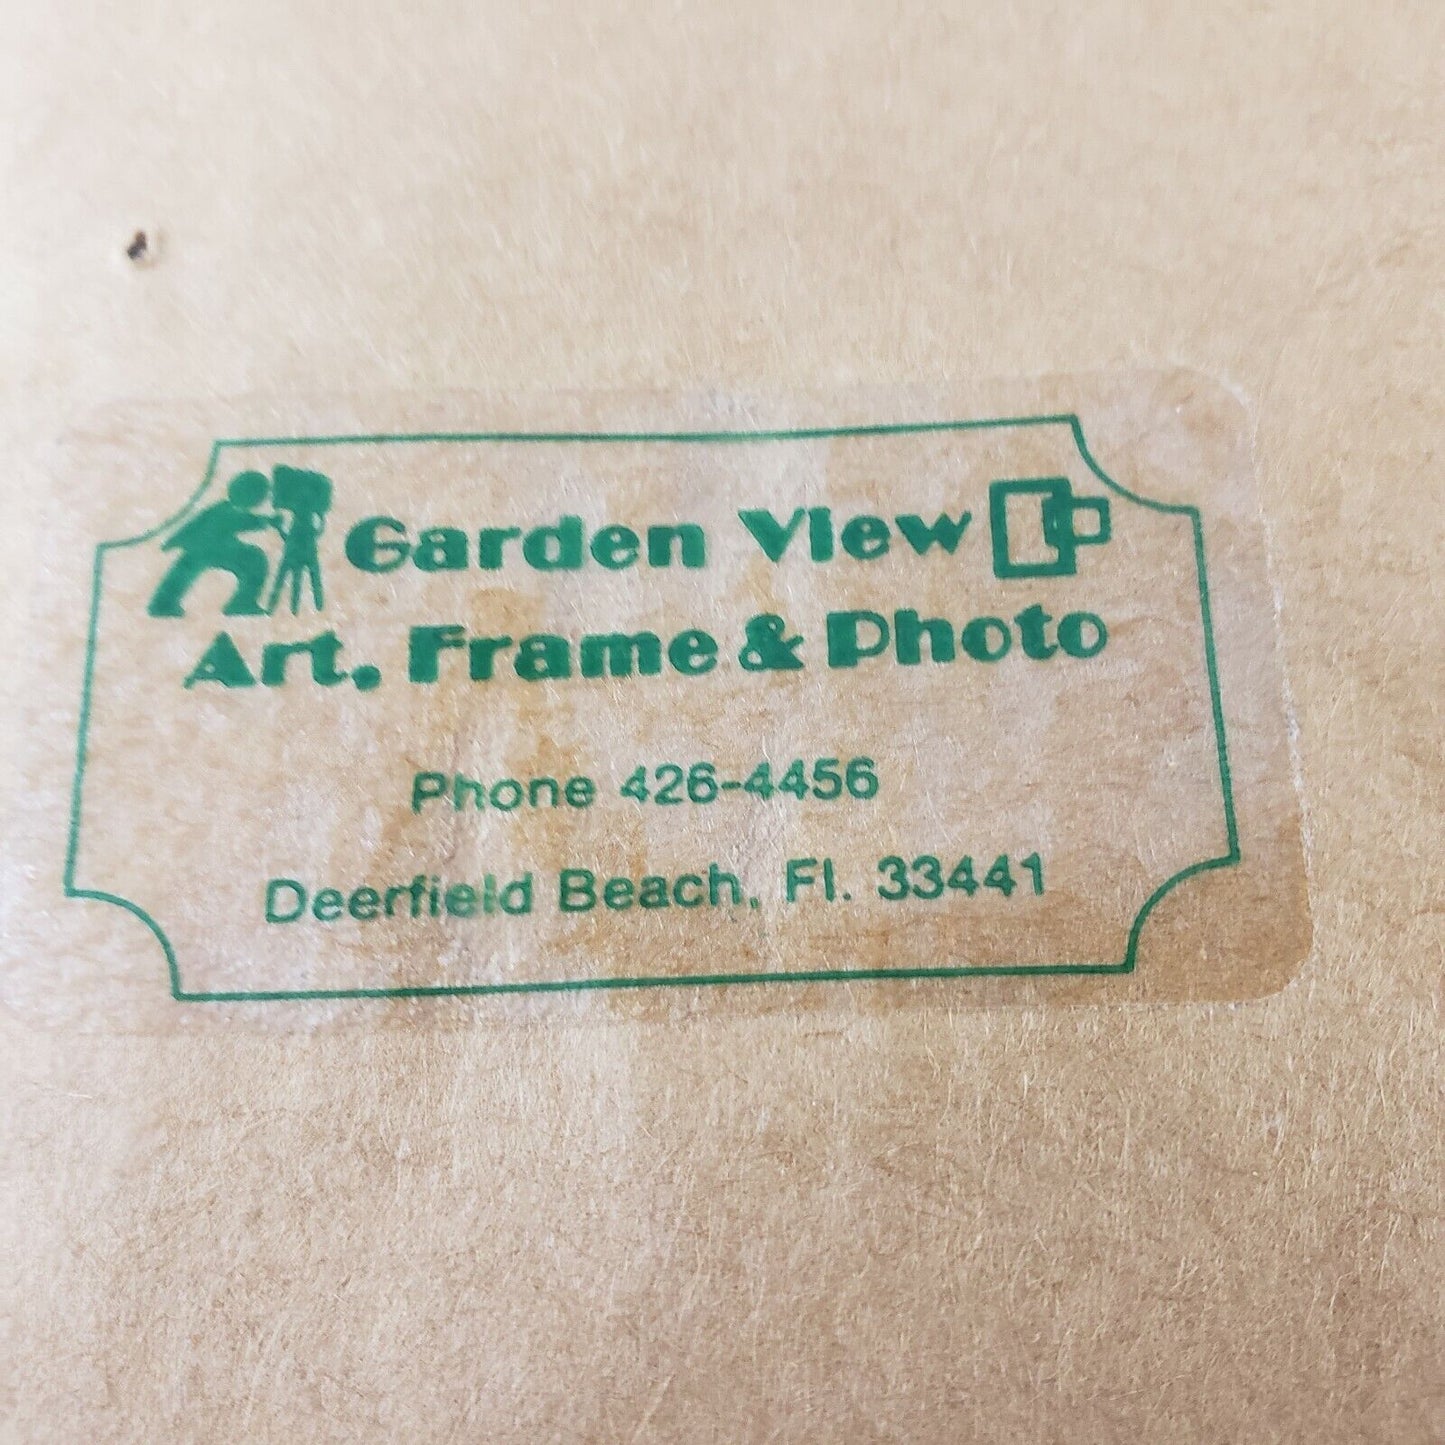 Garden View
Art, Frame & Photo
Phone 426-4456
Deerfield Beach, Fl. 33441